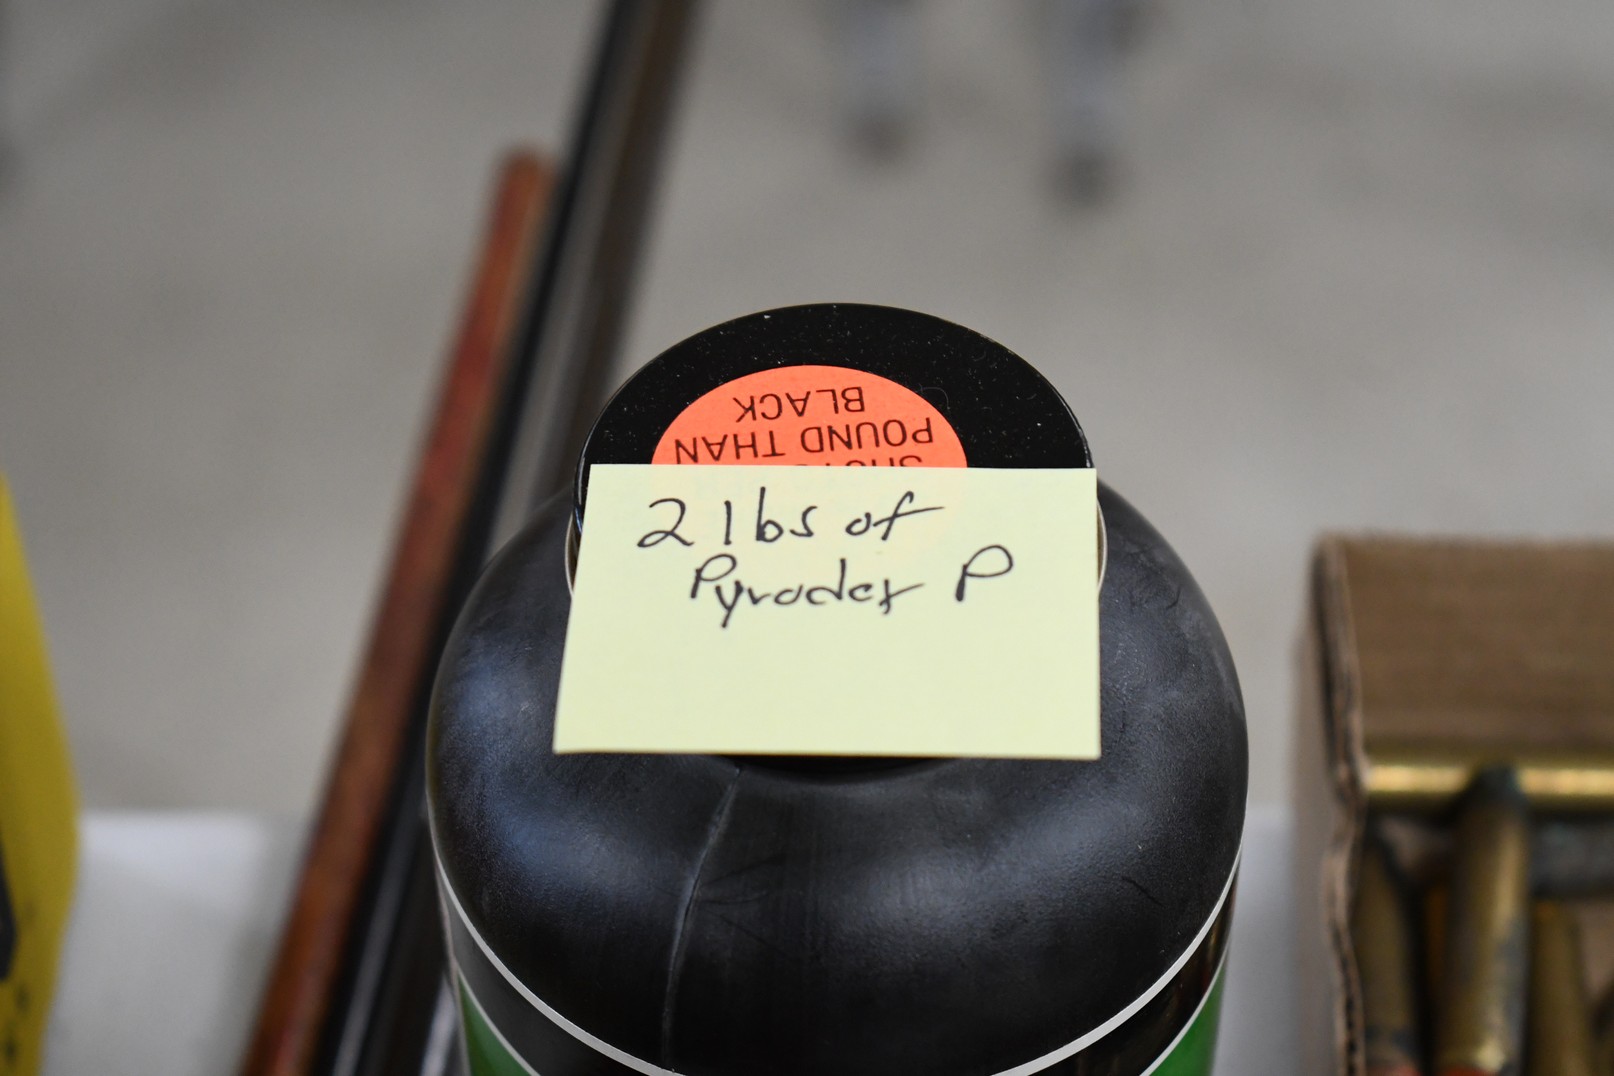 2 lbs of
Pyrodex P
POUND THAN
BLACK